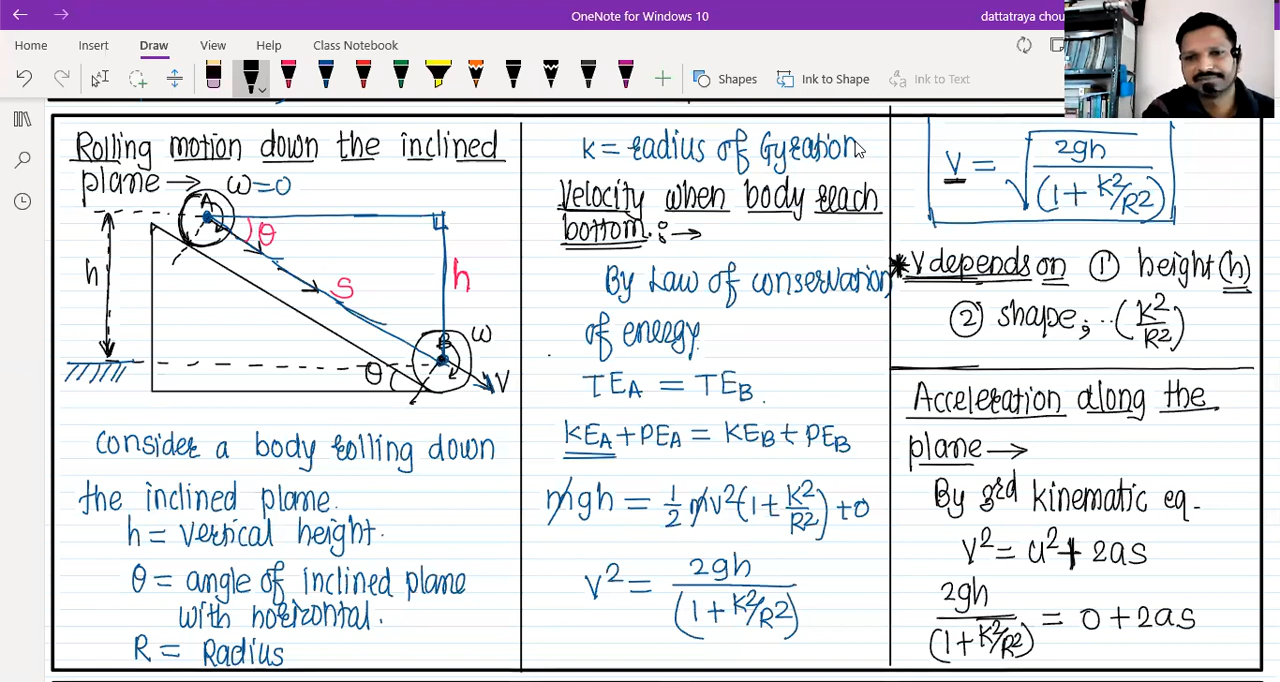 OneNote for Windows 10
dattatraya chou
Home Insert Draw View Help Class Notebook
Shapes Ink to Shape Ink to Text
Rolling motion down the inclined
plane → ω=0
A
θ
h
S
h
B
ω
θ
V
Consider a body rolling down
the inclined plane.
h = vertical height.
θ = angle of inclined plane
with horizontal.
R = Radius
K = radius of Gyration
Velocity when body reach
bottom. :→
By Law of conservation
of energy.
TEA = TEB.
KEA + PEA = KEB + PEB
mgh = 1/2 mv²(1 + K²/R²) + 0
v² = 2gh/(1 + K²/R²)
V = √(2gh/(1 + K²/R²))
*V depends on ① height (h)
② shape, ·· (K²/R²)
Acceleration along the
plane →
By 3rd kinematic eq.
V² = u² + 2as
2gh/(1 + K²/R²) = 0 + 2as